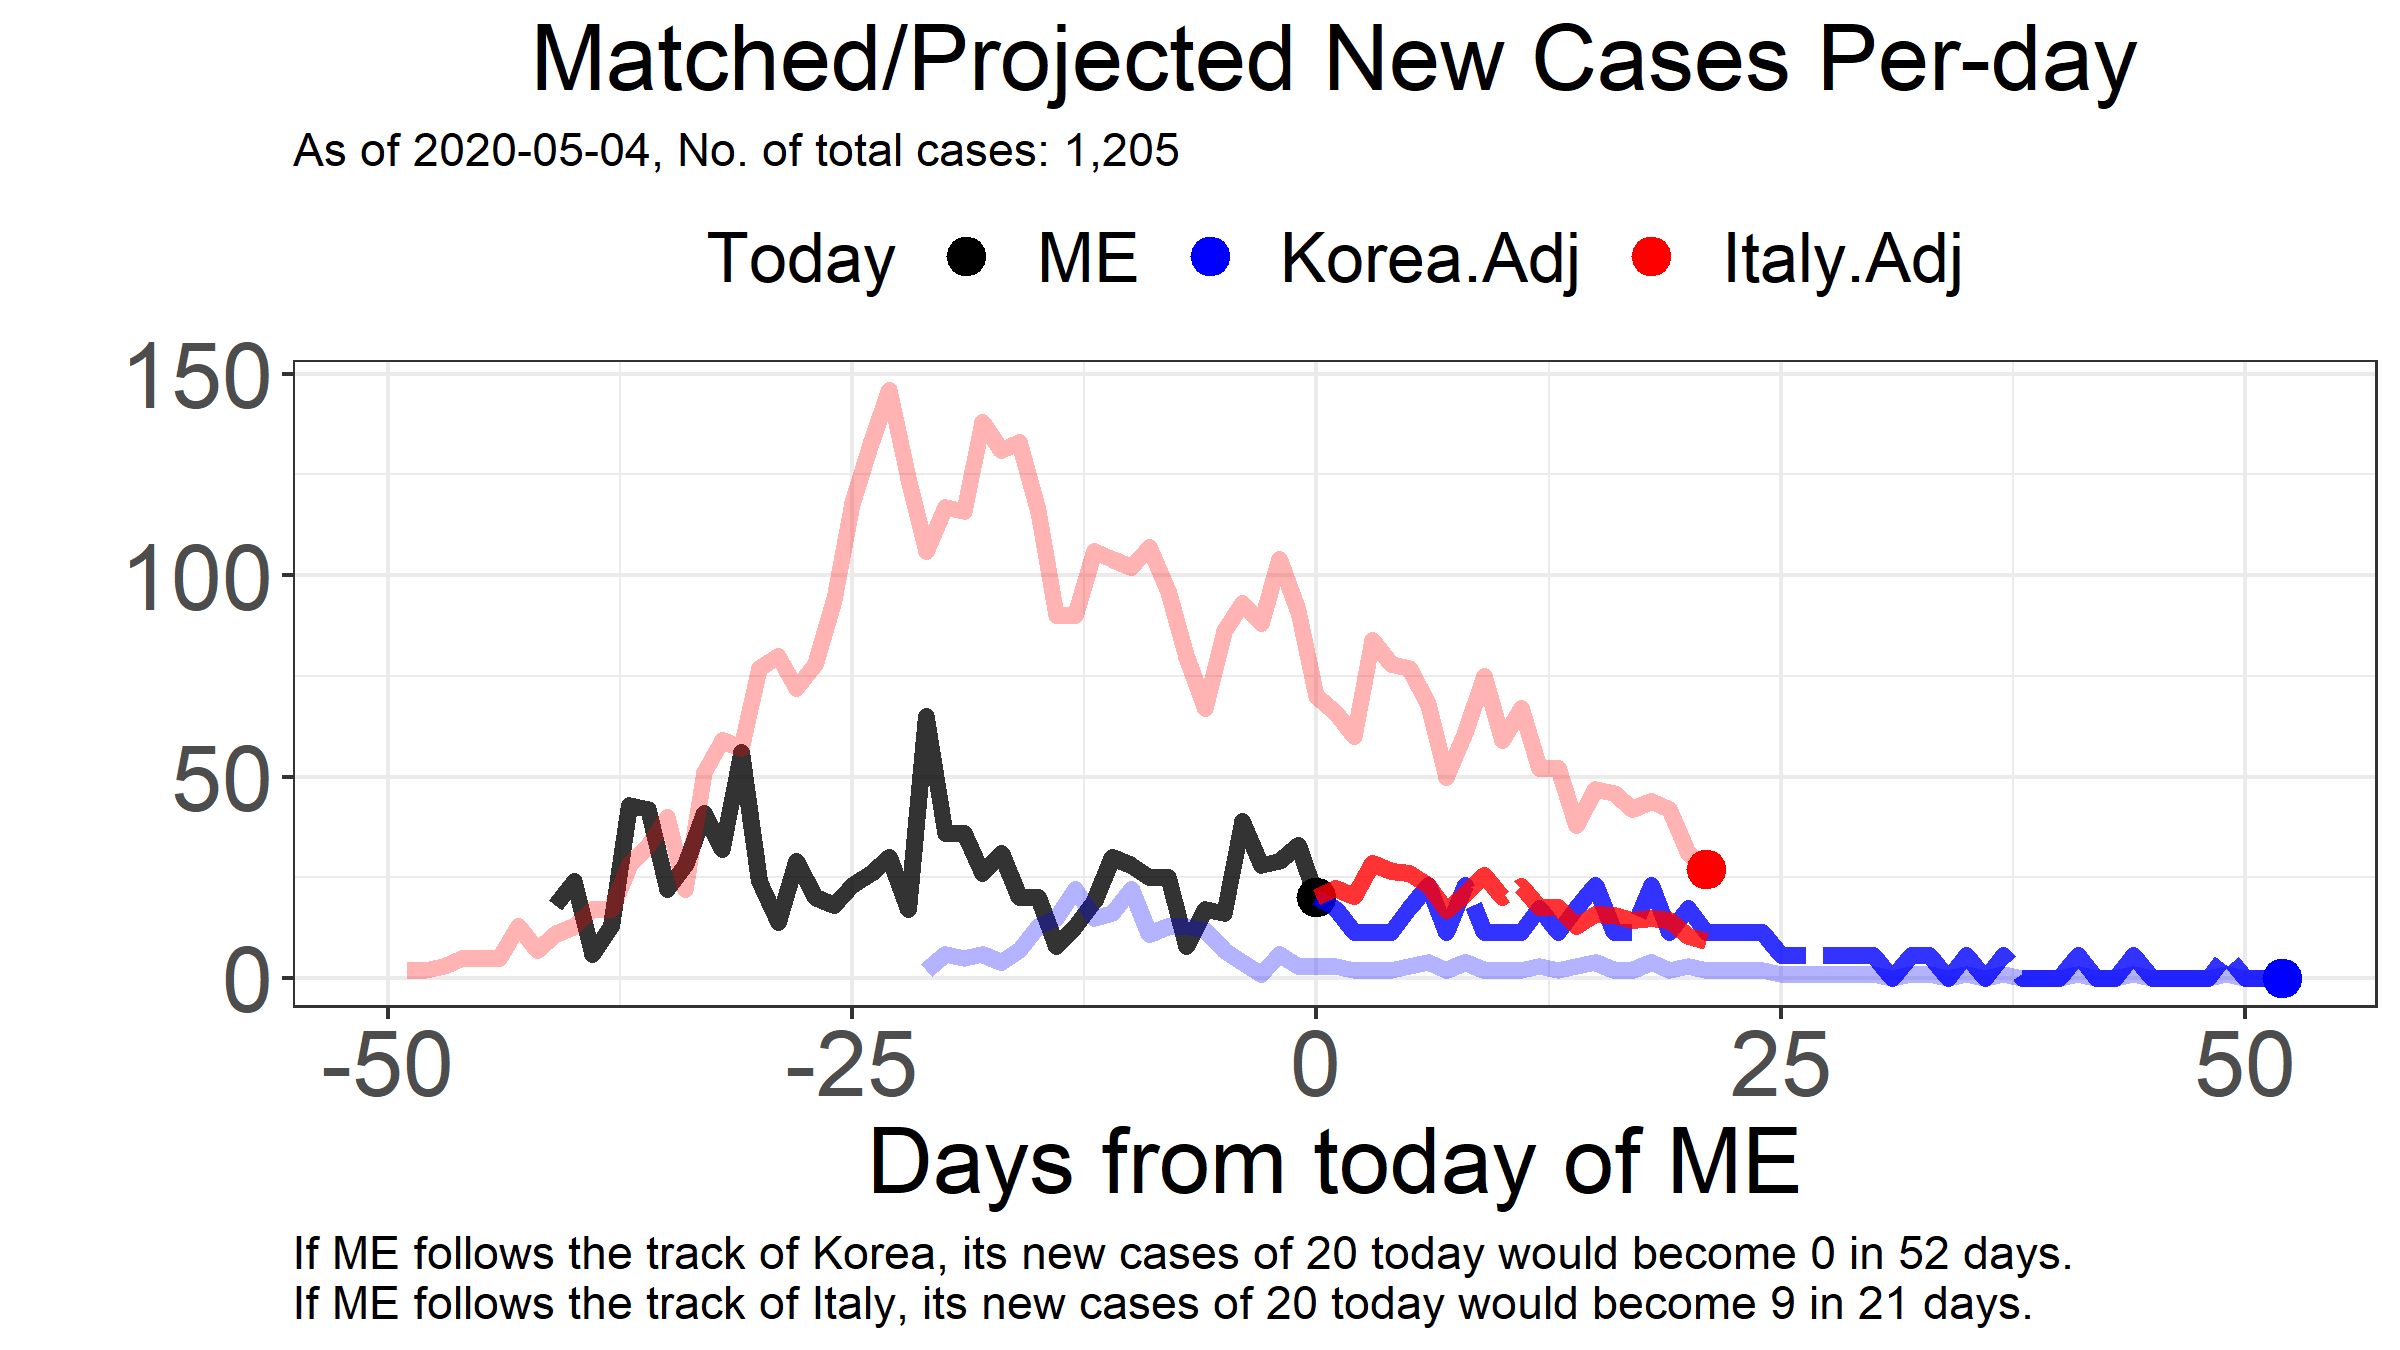 Matched/Projected New Cases Per-day
As of 2020-05-04, No. of total cases: 1,205
Today ME Korea.Adj Italy.Adj
150
100
50
0
-50 -25 0 25 50
Days from today of ME
If ME follows the track of Korea, its new cases of 20 today would become 0 in 52 days.
If ME follows the track of Italy, its new cases of 20 today would become 9 in 21 days.